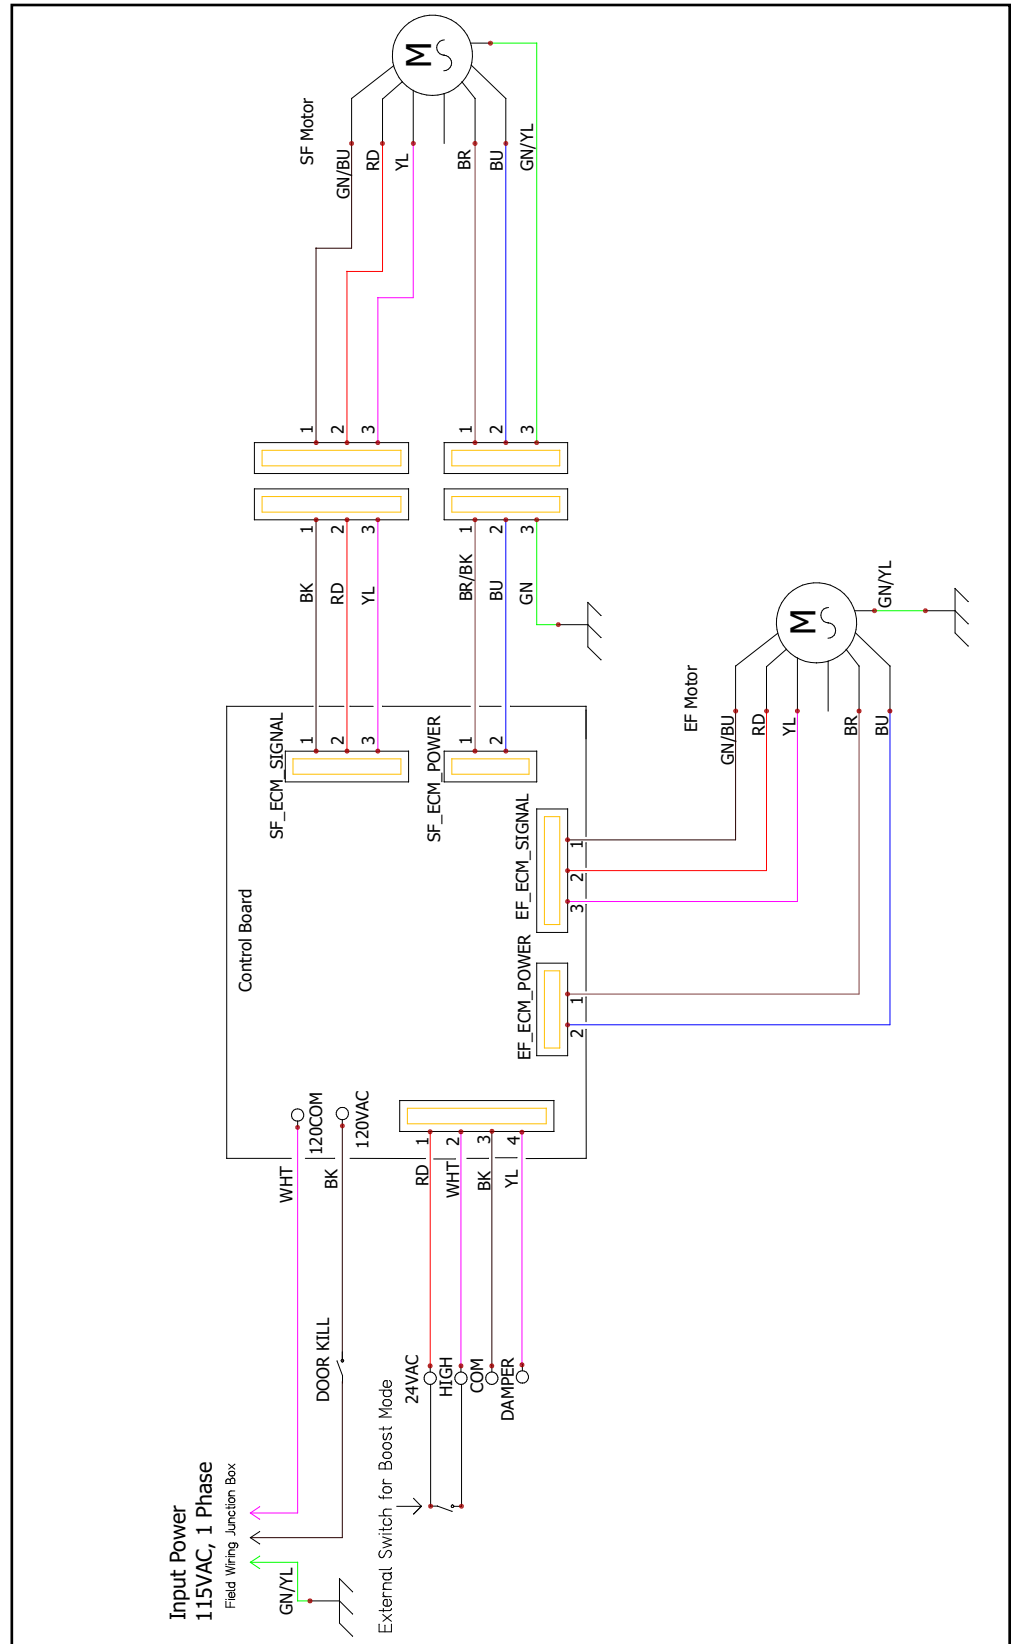 Input Power
115VAC, 1 Phase
Field Wiring Junction Box
GN/YL
WHT
BK
DOOR KILL
120COM
120VAC
External Switch for Boost Mode
24VAC
HIGH
COM
DAMPER
RD
WHT
BK
YL
1
2
3
4
Control Board
SF_ECM_SIGNAL
1
2
3
SF_ECM_POWER
1
2
EF_ECM_SIGNAL
1
2
3
EF_ECM_POWER
1
2
BK
RD
YL
1
2
3
BR/BK
BU
GN
1
2
3
1
2
3
1
2
3
SF Motor
GN/BU
RD
YL
BR
BU
GN/YL
M
EF Motor
GN/BU
RD
YL
BR
BU
GN/YL
M